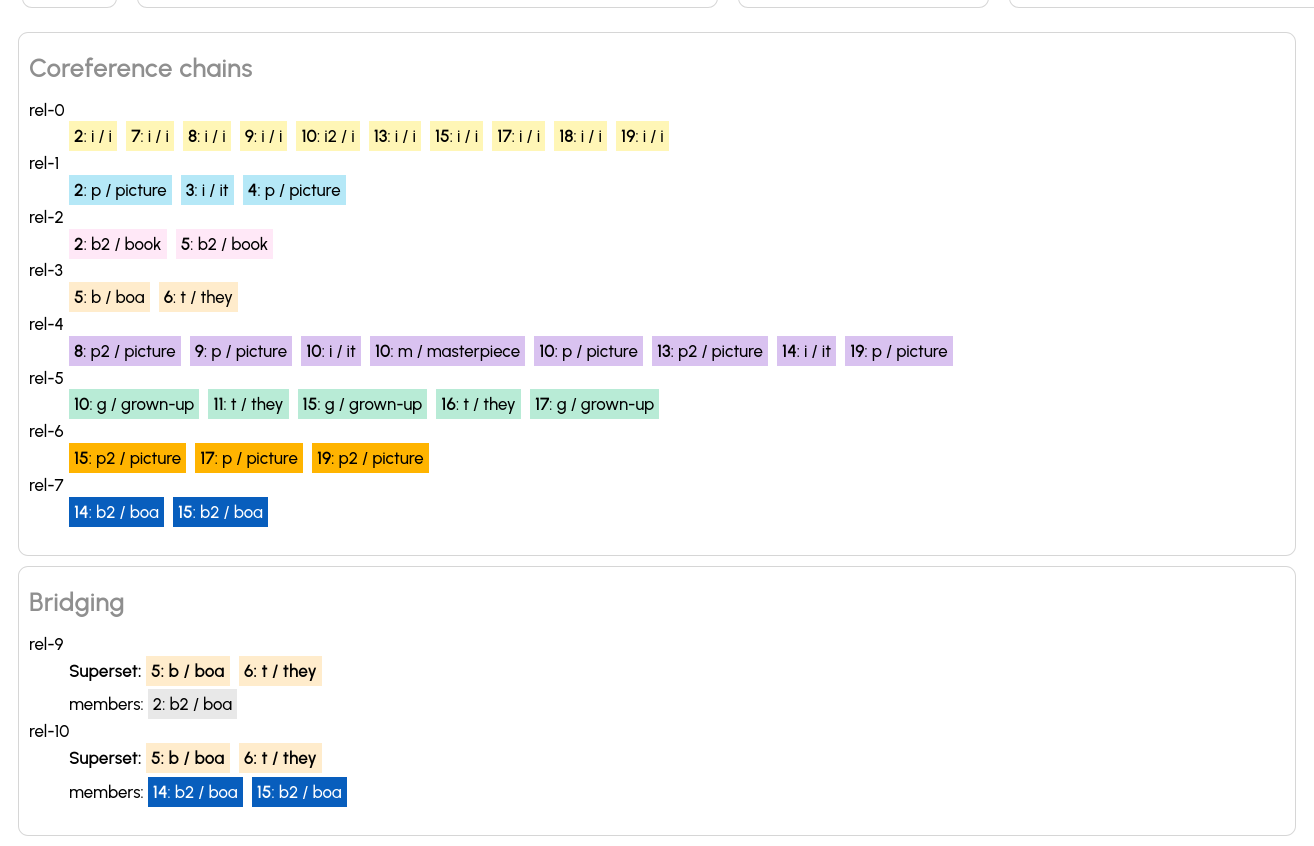 Coreference chains
rel-0
2: i / i 7: i / i 8: i / i 9: i / i 10: i2 / i 13: i / i 15: i / i 17: i / i 18: i / i 19: i / i
rel-1
2: p / picture 3: i / it 4: p / picture
rel-2
2: b2 / book 5: b2 / book
rel-3
5: b / boa 6: t / they
rel-4
8: p2 / picture 9: p / picture 10: i / it 10: m / masterpiece 10: p / picture 13: p2 / picture 14: i / it 19: p / picture
rel-5
10: g / grown-up 11: t / they 15: g / grown-up 16: t / they 17: g / grown-up
rel-6
15: p2 / picture 17: p / picture 19: p2 / picture
rel-7
14: b2 / boa 15: b2 / boa
Bridging
rel-9
Superset: 5: b / boa 6: t / they
members: 2: b2 / boa
rel-10
Superset: 5: b / boa 6: t / they
members: 14: b2 / boa 15: b2 / boa